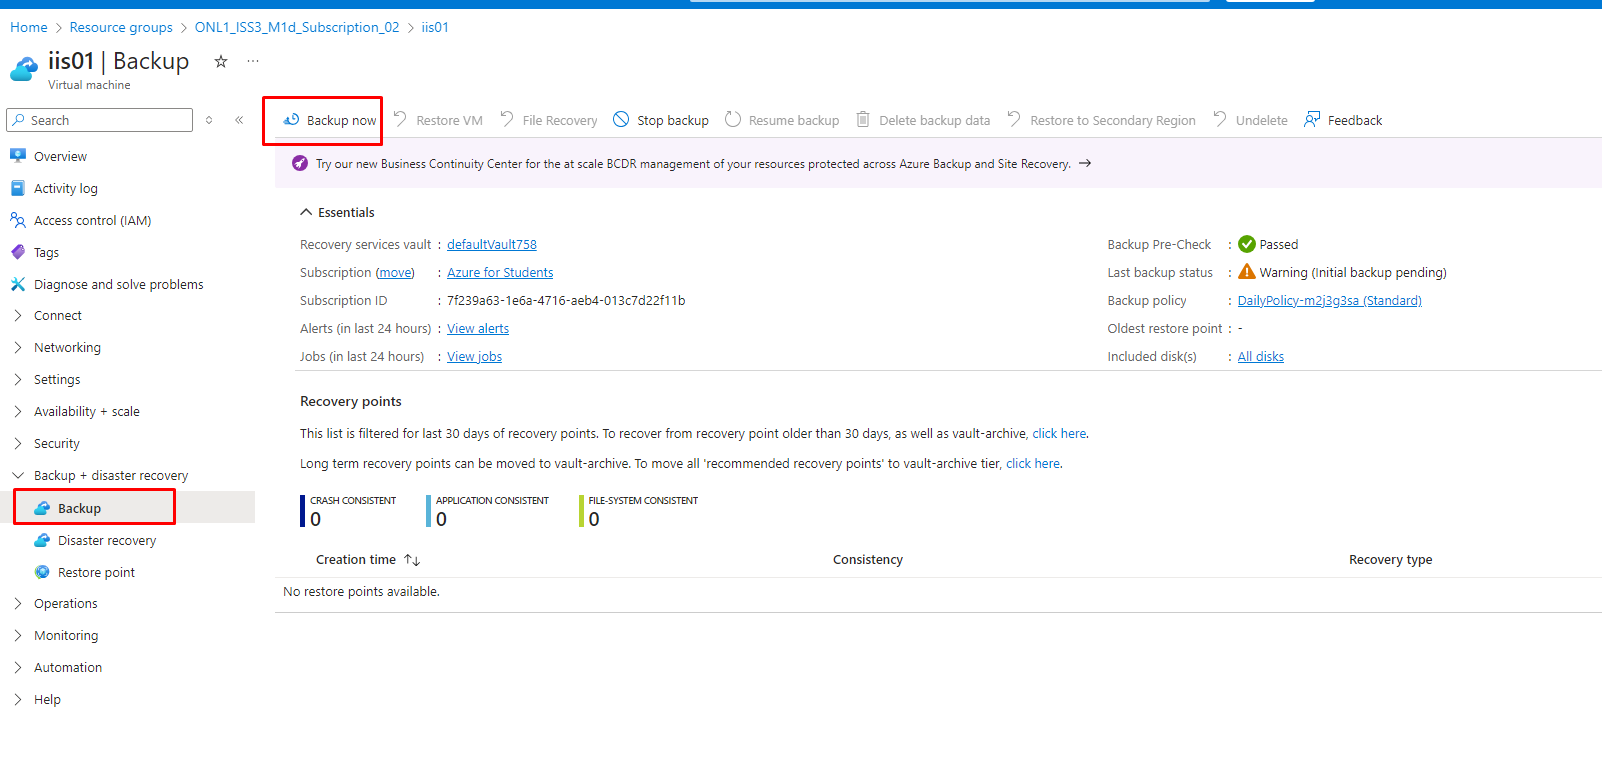 Home > Resource groups > ONL1_ISS3_M1d_Subscription_02 > iis01
iis01 | Backup ☆ ···
Virtual machine
Search
Backup now Restore VM File Recovery Stop backup Resume backup Delete backup data Restore to Secondary Region Undelete Feedback
Overview
Activity log
Access control (IAM)
Tags
Diagnose and solve problems
Connect
Networking
Settings
Availability + scale
Security
Backup + disaster recovery
Backup
Disaster recovery
Restore point
Operations
Monitoring
Automation
Help
Try our new Business Continuity Center for the at scale BCDR management of your resources protected across Azure Backup and Site Recovery. →
Essentials
Recovery services vault : defaultVault758
Subscription (move) : Azure for Students
Subscription ID : 7f239a63-1e6a-4716-aeb4-013c7d22f11b
Alerts (in last 24 hours) : View alerts
Jobs (in last 24 hours) : View jobs
Backup Pre-Check : Passed
Last backup status : Warning (Initial backup pending)
Backup policy : DailyPolicy-m2j3g3sa (Standard)
Oldest restore point : -
Included disk(s) : All disks
Recovery points
This list is filtered for last 30 days of recovery points. To recover from recovery point older than 30 days, as well as vault-archive, click here.
Long term recovery points can be moved to vault-archive. To move all 'recommended recovery points' to vault-archive tier, click here.
CRASH CONSISTENT APPLICATION CONSISTENT FILE-SYSTEM CONSISTENT
0 0 0
Creation time ↑↓ Consistency Recovery type
No restore points available.